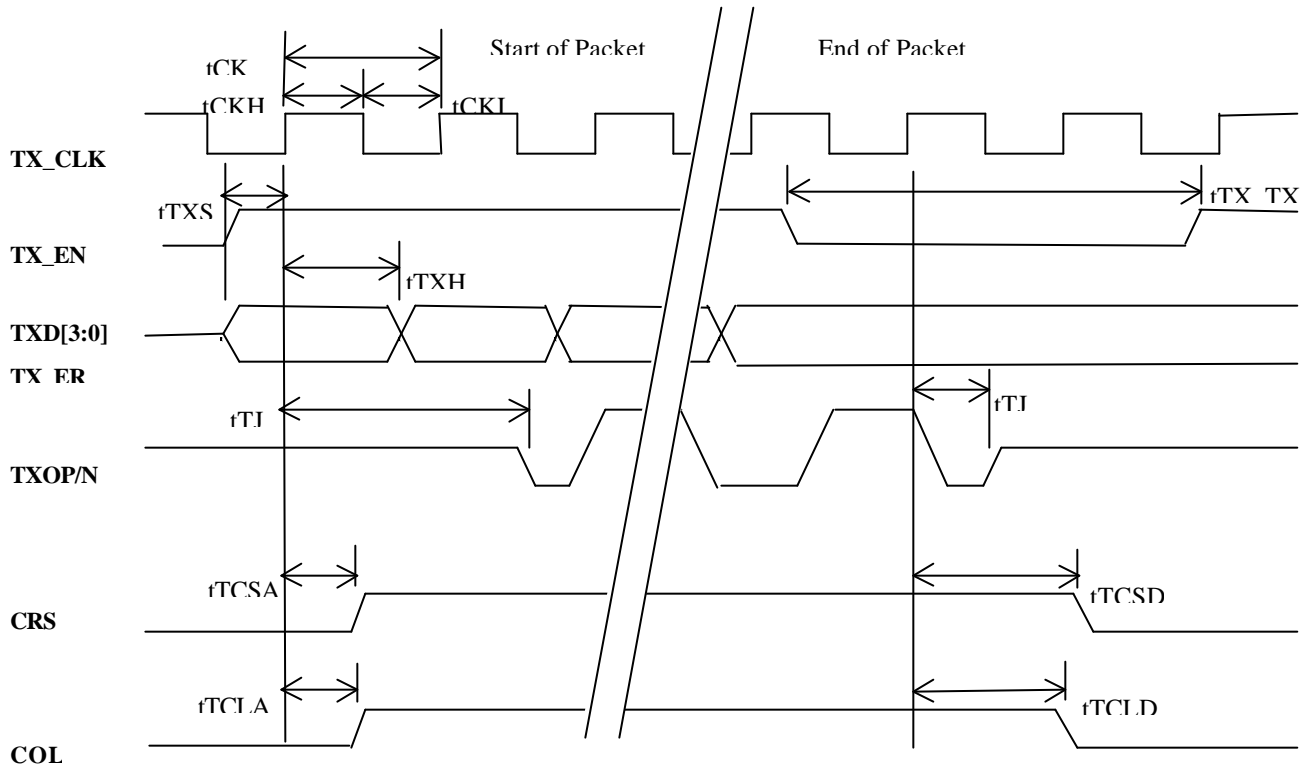 Start of Packet
End of Packet
tCK
tCKH
tCKL
TX_CLK
tTXS
tTX_TX
TX_EN
tTXH
TXD[3:0]
TX_ER
tTJ
tTJ
TXOP/N
tTCSA
tTCSD
CRS
tTCLA
tTCLD
COL